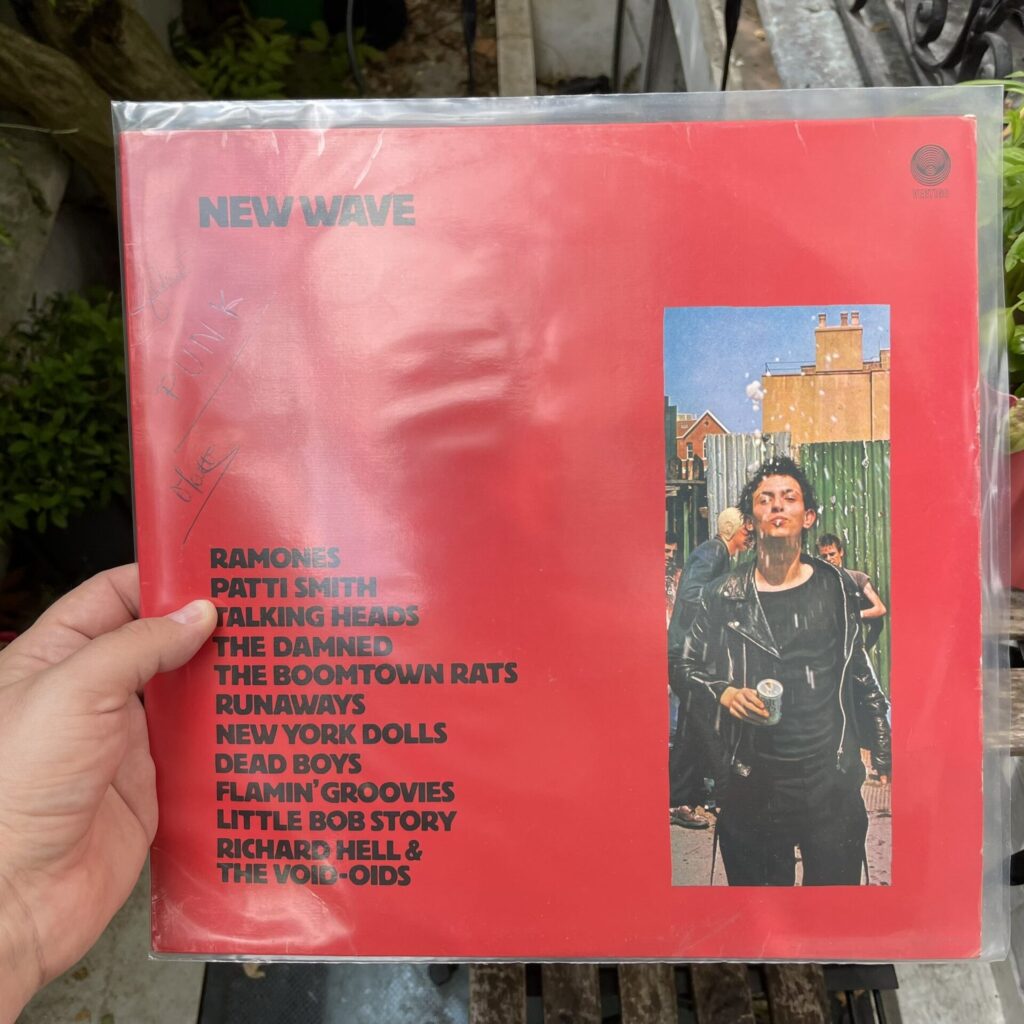 NEW WAVE
VERTIGO
PUNK
RAMONES
PATTI SMITH
TALKING HEADS
THE DAMNED
THE BOOMTOWN RATS
RUNAWAYS
NEW YORK DOLLS
DEAD BOYS
FLAMIN' GROOVIES
LITTLE BOB STORY
RICHARD HELL &
THE VOID-OIDS